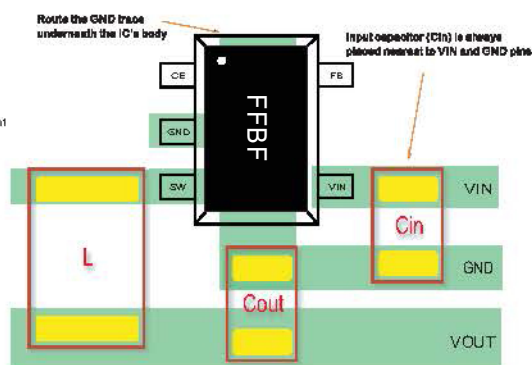 Route the GND trace
underneath the IC's body
Input capacitor (Cin) is always
placed nearest to VIN and GND pins
CE
FB
FFBF
GND
SW
VIN
VIN
Cin
L
GND
Cout
VOUT